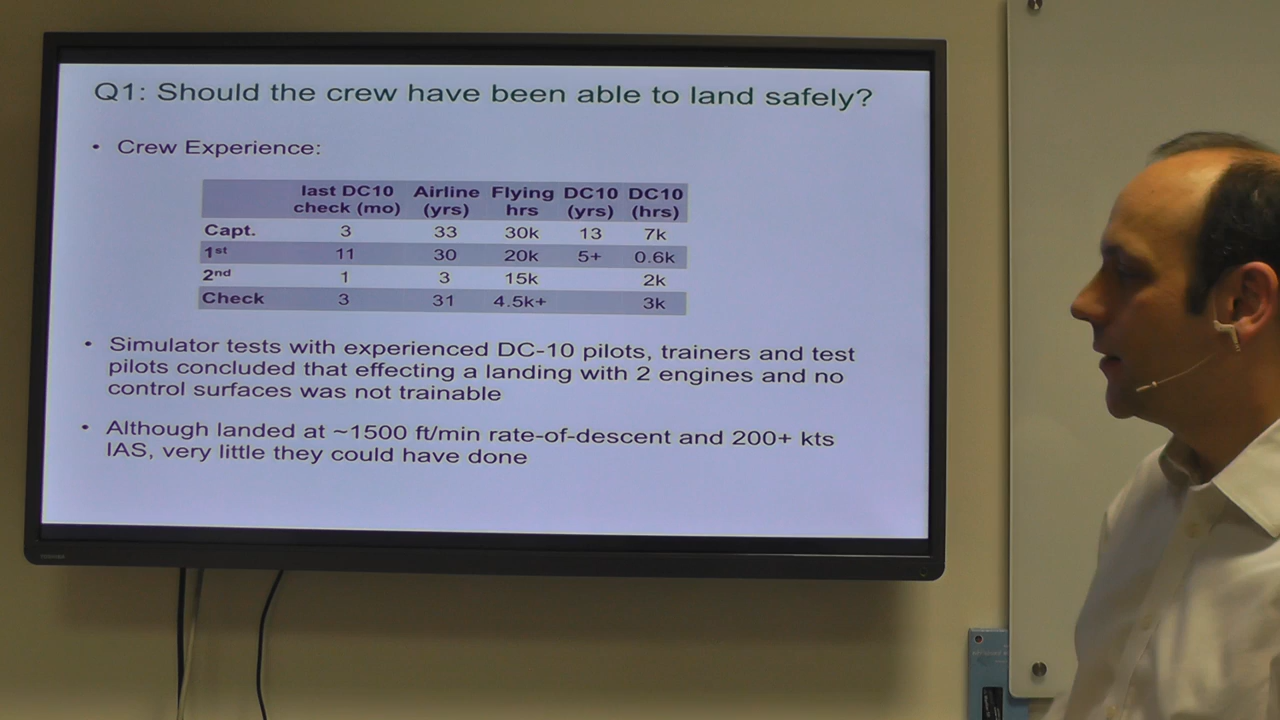 Q1: Should the crew have been able to land safely?
• Crew Experience:
last DC10 check (mo) Airline (yrs) Flying hrs DC10 (yrs) DC10 (hrs)
Capt. 3 33 30k 13 7k
1st 11 30 20k 5+ 0.6k
2nd 1 3 15k 2k
Check 3 31 4.5k+ 3k
• Simulator tests with experienced DC-10 pilots, trainers and test
pilots concluded that effecting a landing with 2 engines and no
control surfaces was not trainable
• Although landed at ~1500 ft/min rate-of-descent and 200+ kts
IAS, very little they could have done
TOSHIBA